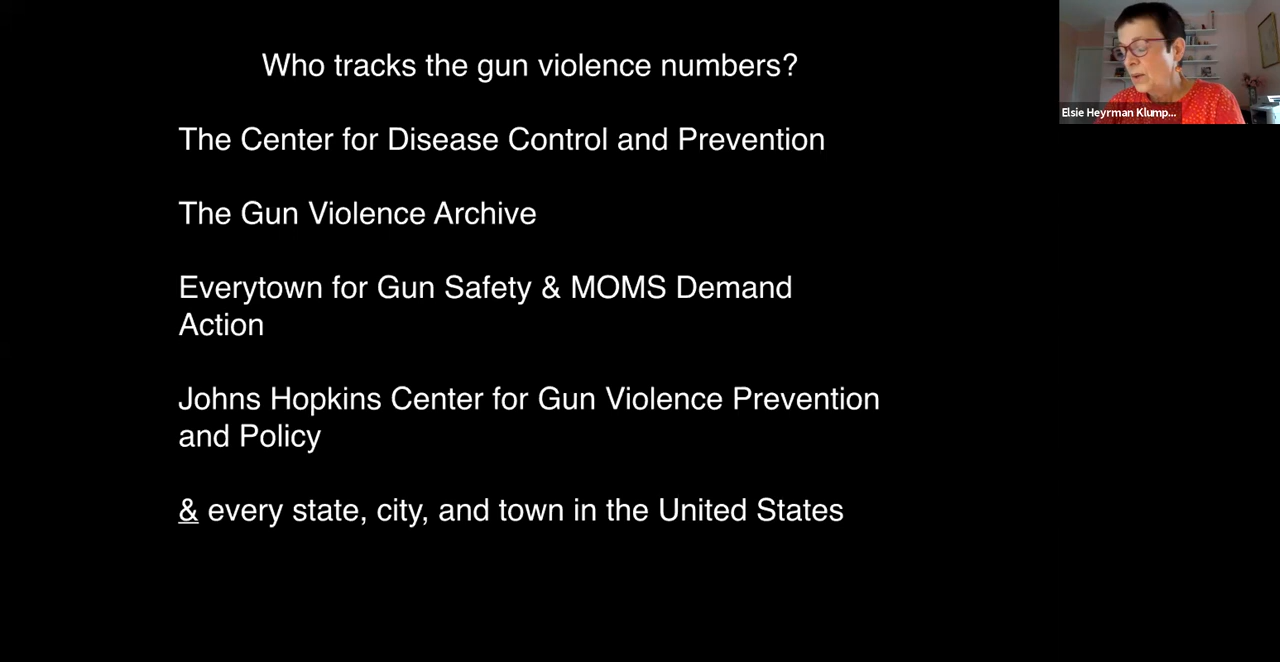 Who tracks the gun violence numbers?
Elsie Heyrman Klump...
The Center for Disease Control and Prevention
The Gun Violence Archive
Everytown for Gun Safety & MOMS Demand
Action
Johns Hopkins Center for Gun Violence Prevention
and Policy
& every state, city, and town in the United States